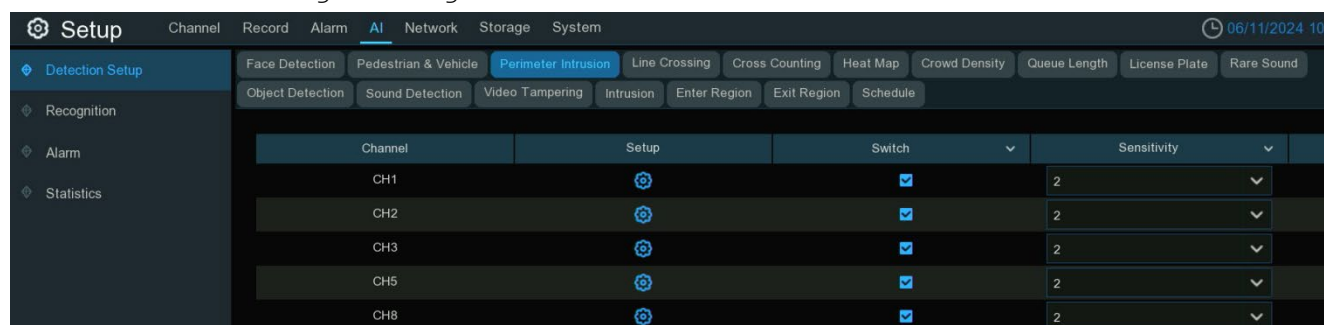 Setup Channel Record Alarm AI Network Storage System 06/11/2024 10
Detection Setup
Recognition
Alarm
Statistics
Face Detection Pedestrian & Vehicle Perimeter Intrusion Line Crossing Cross Counting Heat Map Crowd Density Queue Length License Plate Rare Sound
Object Detection Sound Detection Video Tampering Intrusion Enter Region Exit Region Schedule
Channel Setup Switch Sensitivity
CH1 2
CH2 2
CH3 2
CH5 2
CH8 2